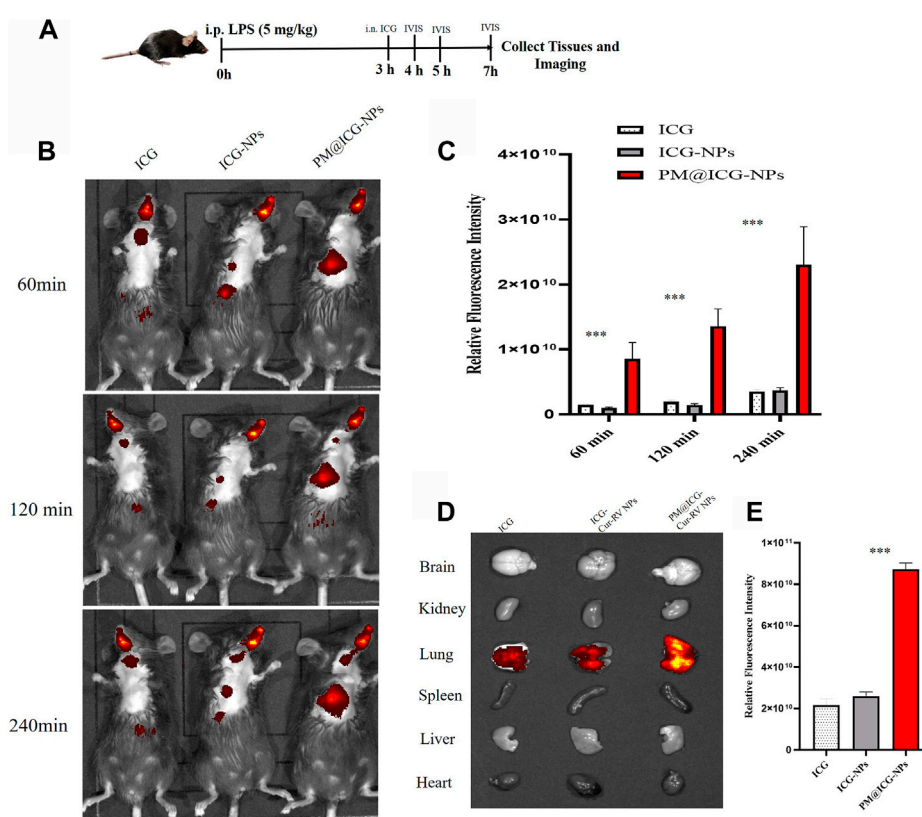 A
i.p. LPS (5 mg/kg)
i.n. ICG
IVIS
IVIS
IVIS
0h
3 h
4 h
5 h
7h
Collect Tissues and
Imaging
B
ICG
ICG-NPs
PM@ICG-NPs
60min
120 min
240min
C
ICG
ICG-NPs
PM@ICG-NPs
Relative Fluorescence Intensity
4×10¹⁰
3×10¹⁰
2×10¹⁰
1×10¹⁰
0
***
***
***
60 min
120 min
240 min
D
ICG
ICG-
Cur-RV NPs
PM@ICG-
Cur-RV NPs
Brain
Kidney
Lung
Spleen
Liver
Heart
E
Relative Fluorescence Intensity
1×10¹¹
8×10¹⁰
6×10¹⁰
4×10¹⁰
2×10¹⁰
0
***
ICG
ICG-NPs
PM@ICG-NPs